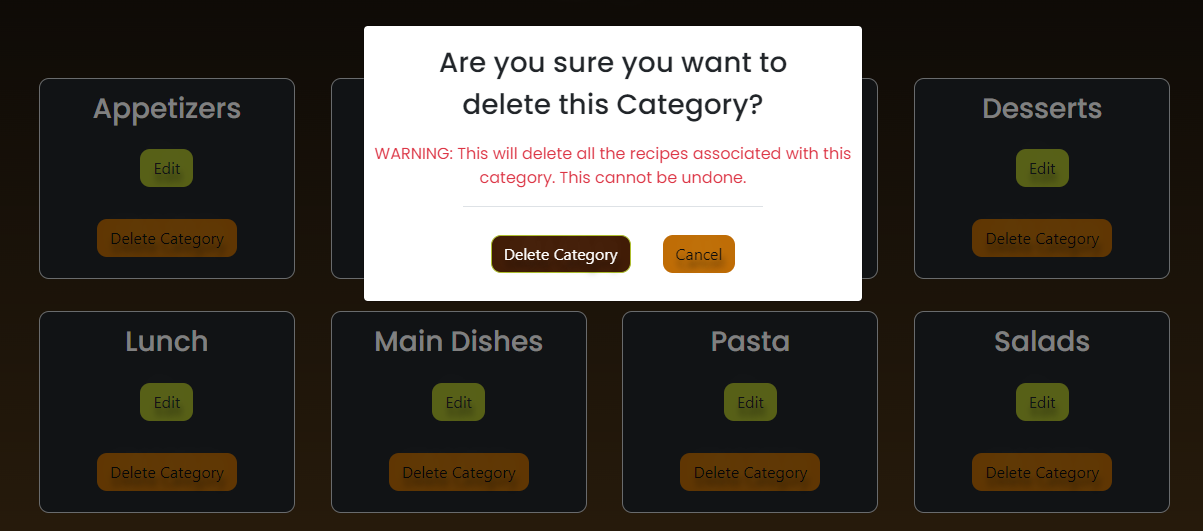 Are you sure you want to
delete this Category?
WARNING: This will delete all the recipes associated with this
category. This cannot be undone.
Delete Category Cancel
Appetizers Desserts
Edit Edit
Delete Category Delete Category
Lunch Main Dishes Pasta Salads
Edit Edit Edit Edit
Delete Category Delete Category Delete Category Delete Category